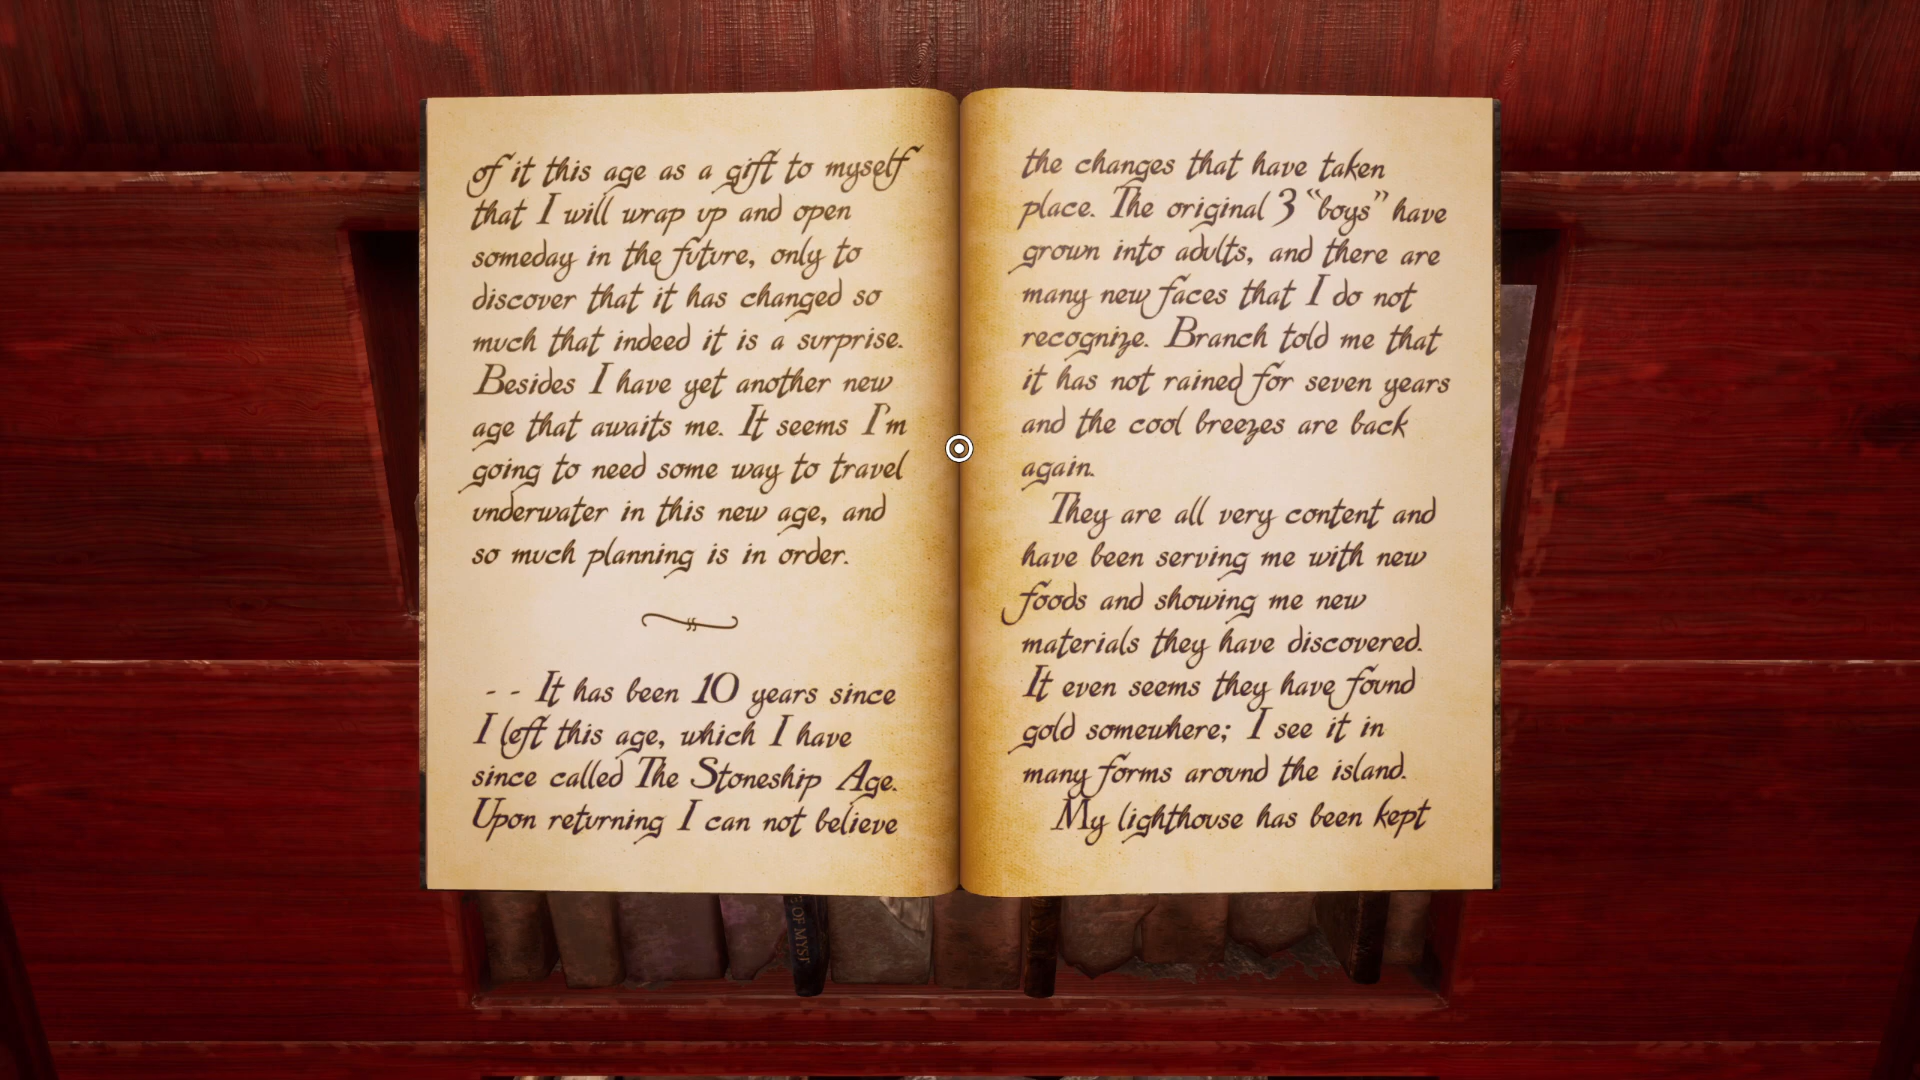 of it this age as a gift to myself
that I will wrap up and open
someday in the future, only to
discover that it has changed so
much that indeed it is a surprise.
Besides I have yet another new
age that awaits me. It seems I'm
going to need some way to travel
underwater in this new age, and
so much planning is in order.
- - It has been 10 years since
I left this age, which I have
since called The Stoneship Age.
Upon returning I can not believe
the changes that have taken
place. The original 3 "boys" have
grown into adults, and there are
many new faces that I do not
recognize. Branch told me that
it has not rained for seven years
and the cool breezes are back
again.
They are all very content and
have been serving me with new
foods and showing me new
materials they have discovered.
It even seems they have found
gold somewhere; I see it in
many forms around the island.
My lighthouse has been kept
OF MYST